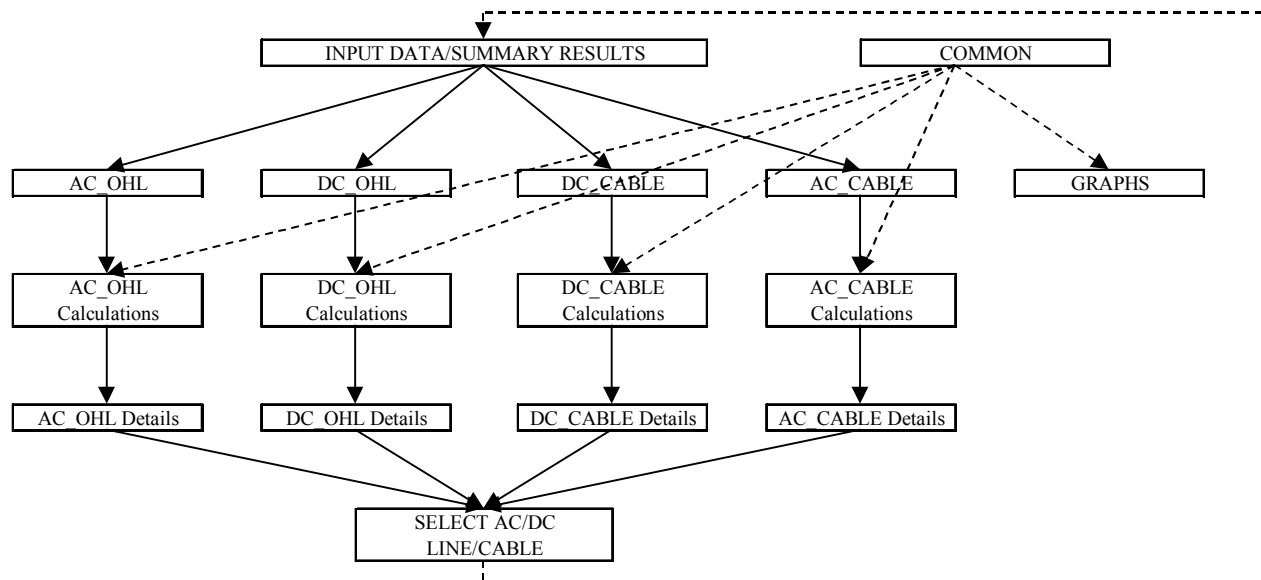 INPUT DATA/SUMMARY RESULTS
COMMON
AC_OHL
DC_OHL
DC_CABLE
AC_CABLE
GRAPHS
AC_OHL
Calculations
DC_OHL
Calculations
DC_CABLE
Calculations
AC_CABLE
Calculations
AC_OHL Details
DC_OHL Details
DC_CABLE Details
AC_CABLE Details
SELECT AC/DC
LINE/CABLE